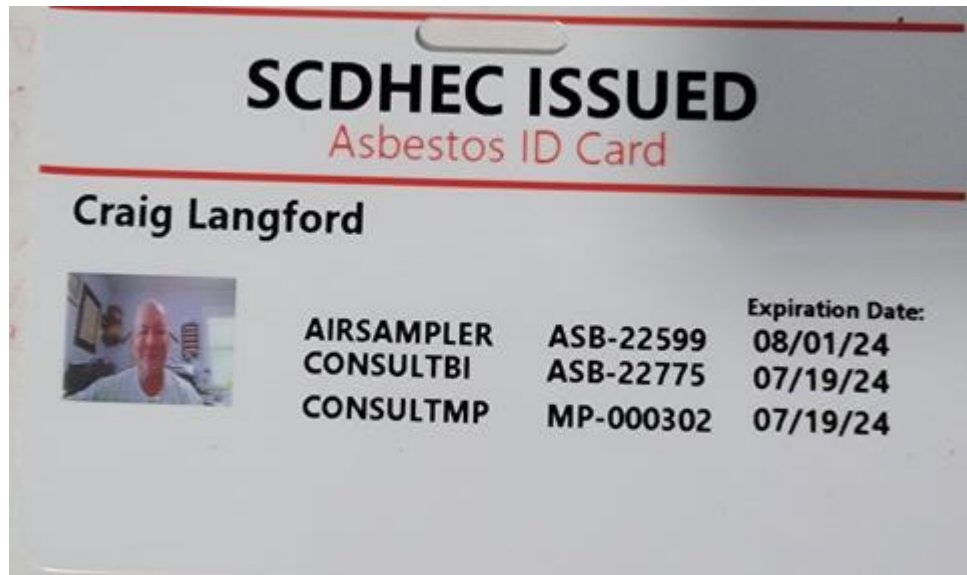 SCDHEC ISSUED
Asbestos ID Card
Craig Langford
Expiration Date:
AIRSAMPLER ASB-22599 08/01/24
CONSULTBI ASB-22775 07/19/24
CONSULTMP MP-000302 07/19/24